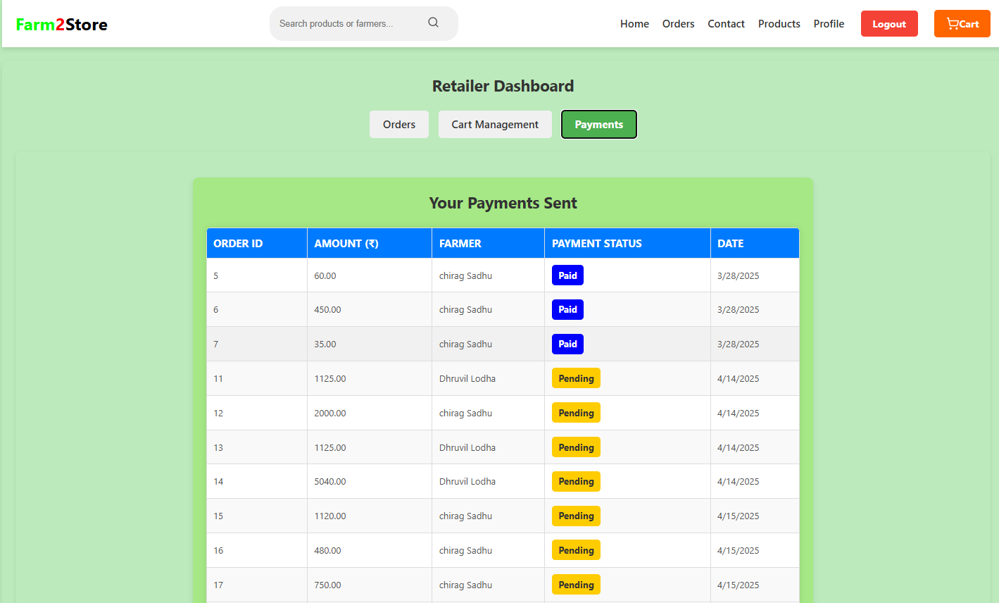 Farm2Store Search products or farmers... Home Orders Contact Products Profile Logout Cart
Retailer Dashboard
Orders Cart Management Payments
Your Payments Sent
ORDER ID AMOUNT (₹) FARMER PAYMENT STATUS DATE
5 60.00 chirag Sadhu Paid 3/28/2025
6 450.00 chirag Sadhu Paid 3/28/2025
7 35.00 chirag Sadhu Paid 3/28/2025
11 1125.00 Dhruvil Lodha Pending 4/14/2025
12 2000.00 chirag Sadhu Pending 4/14/2025
13 1125.00 Dhruvil Lodha Pending 4/14/2025
14 5040.00 Dhruvil Lodha Pending 4/14/2025
15 1120.00 chirag Sadhu Pending 4/15/2025
16 480.00 chirag Sadhu Pending 4/15/2025
17 750.00 chirag Sadhu Pending 4/15/2025